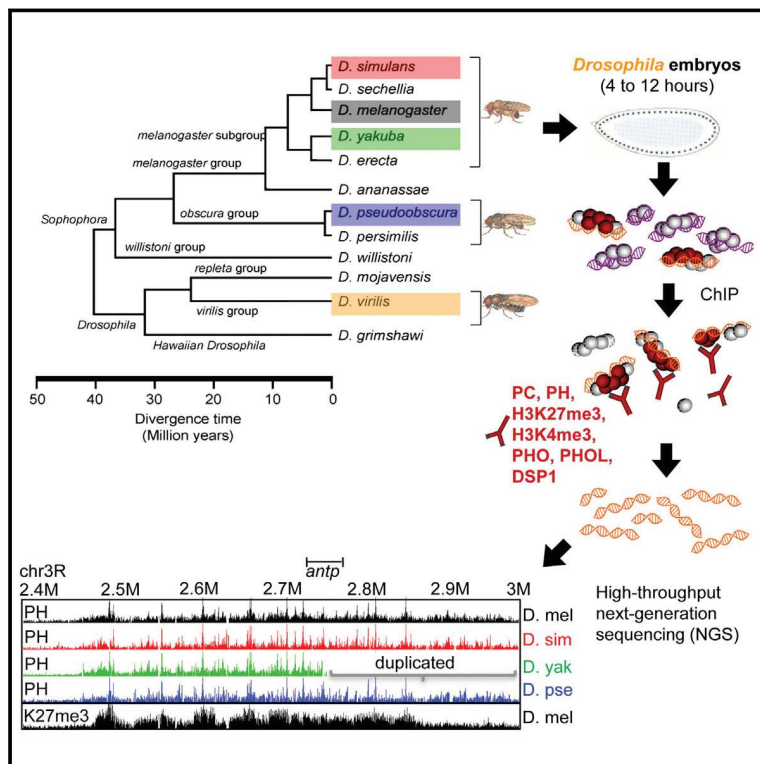 D. simulans
D. sechellia
D. melanogaster
melanogaster subgroup
D. yakuba
melanogaster group
D. erecta
D. ananassae
Sophophora
obscura group
D. pseudoobscura
D. persimilis
willistoni group
D. willistoni
repleta group
D. mojavensis
virilis group
D. virilis
Drosophila
Hawaiian Drosophila
D. grimshawi
50 40 30 20 10 0
Divergence time
(Million years)
Drosophila embryos
(4 to 12 hours)
ChIP
PC, PH,
H3K27me3,
H3K4me3,
PHO, PHOL,
DSP1
High-throughput
next-generation
sequencing (NGS)
antp
chr3R
2.4M 2.5M 2.6M 2.7M 2.8M 2.9M 3M
PH D. mel
PH D. sim
PH duplicated D. yak
PH D. pse
K27me3 D. mel